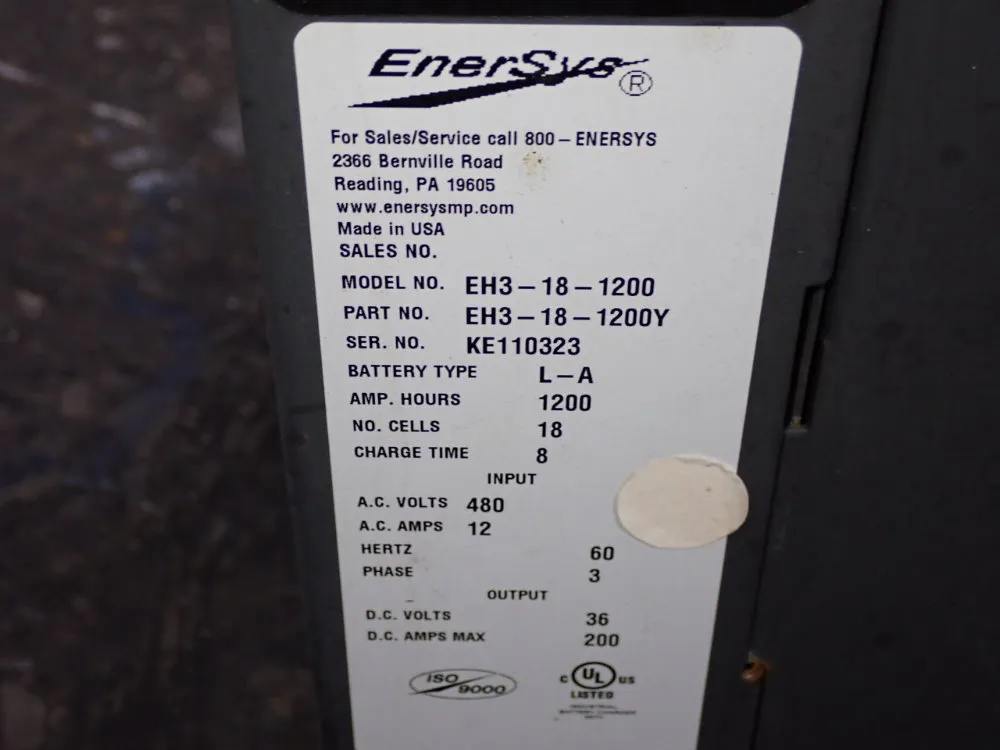 EnerSys®
For Sales/Service call 800-ENERSYS
2366 Bernville Road
Reading, PA 19605
www.enersysmp.com
Made in USA
SALES NO.
MODEL NO. EH3-18-1200
PART NO. EH3-18-1200Y
SER. NO. KE110323
BATTERY TYPE L-A
AMP. HOURS 1200
NO. CELLS 18
CHARGE TIME 8
INPUT
A.C. VOLTS 480
A.C. AMPS 12
HERTZ 60
PHASE 3
OUTPUT
D.C. VOLTS 36
D.C. AMPS MAX 200
ISO 9000
C UL US
LISTED
INDUSTRIAL
BATTERY CHARGER